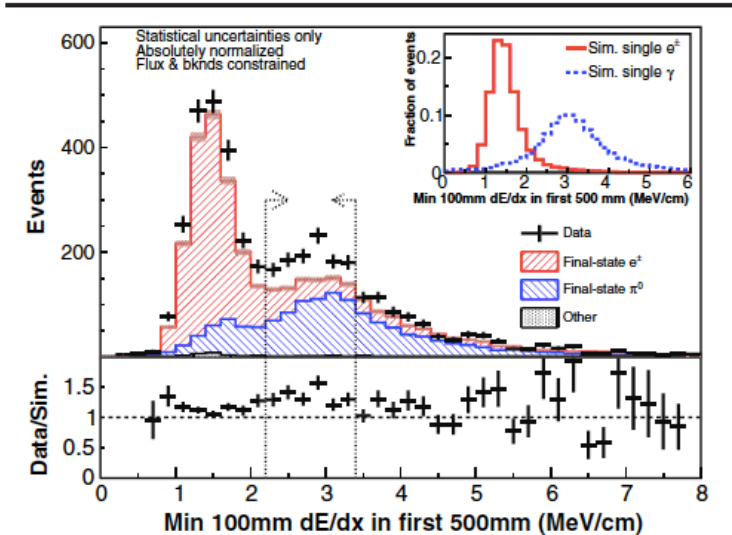 600
400
200
Events
Statistical uncertainties only
Absolutely normalized
Flux & bknds constrained
0.2
0.1
0
Fraction of events
Sim. single e±
Sim. single γ
0 1 2 3 4 5 6
Min 100mm dE/dx in first 500 mm (MeV/cm)
Data
Final-state e±
Final-state π⁰
Other
1.5
1
0.5
0
Data/Sim.
0 1 2 3 4 5 6 7 8
Min 100mm dE/dx in first 500mm (MeV/cm)